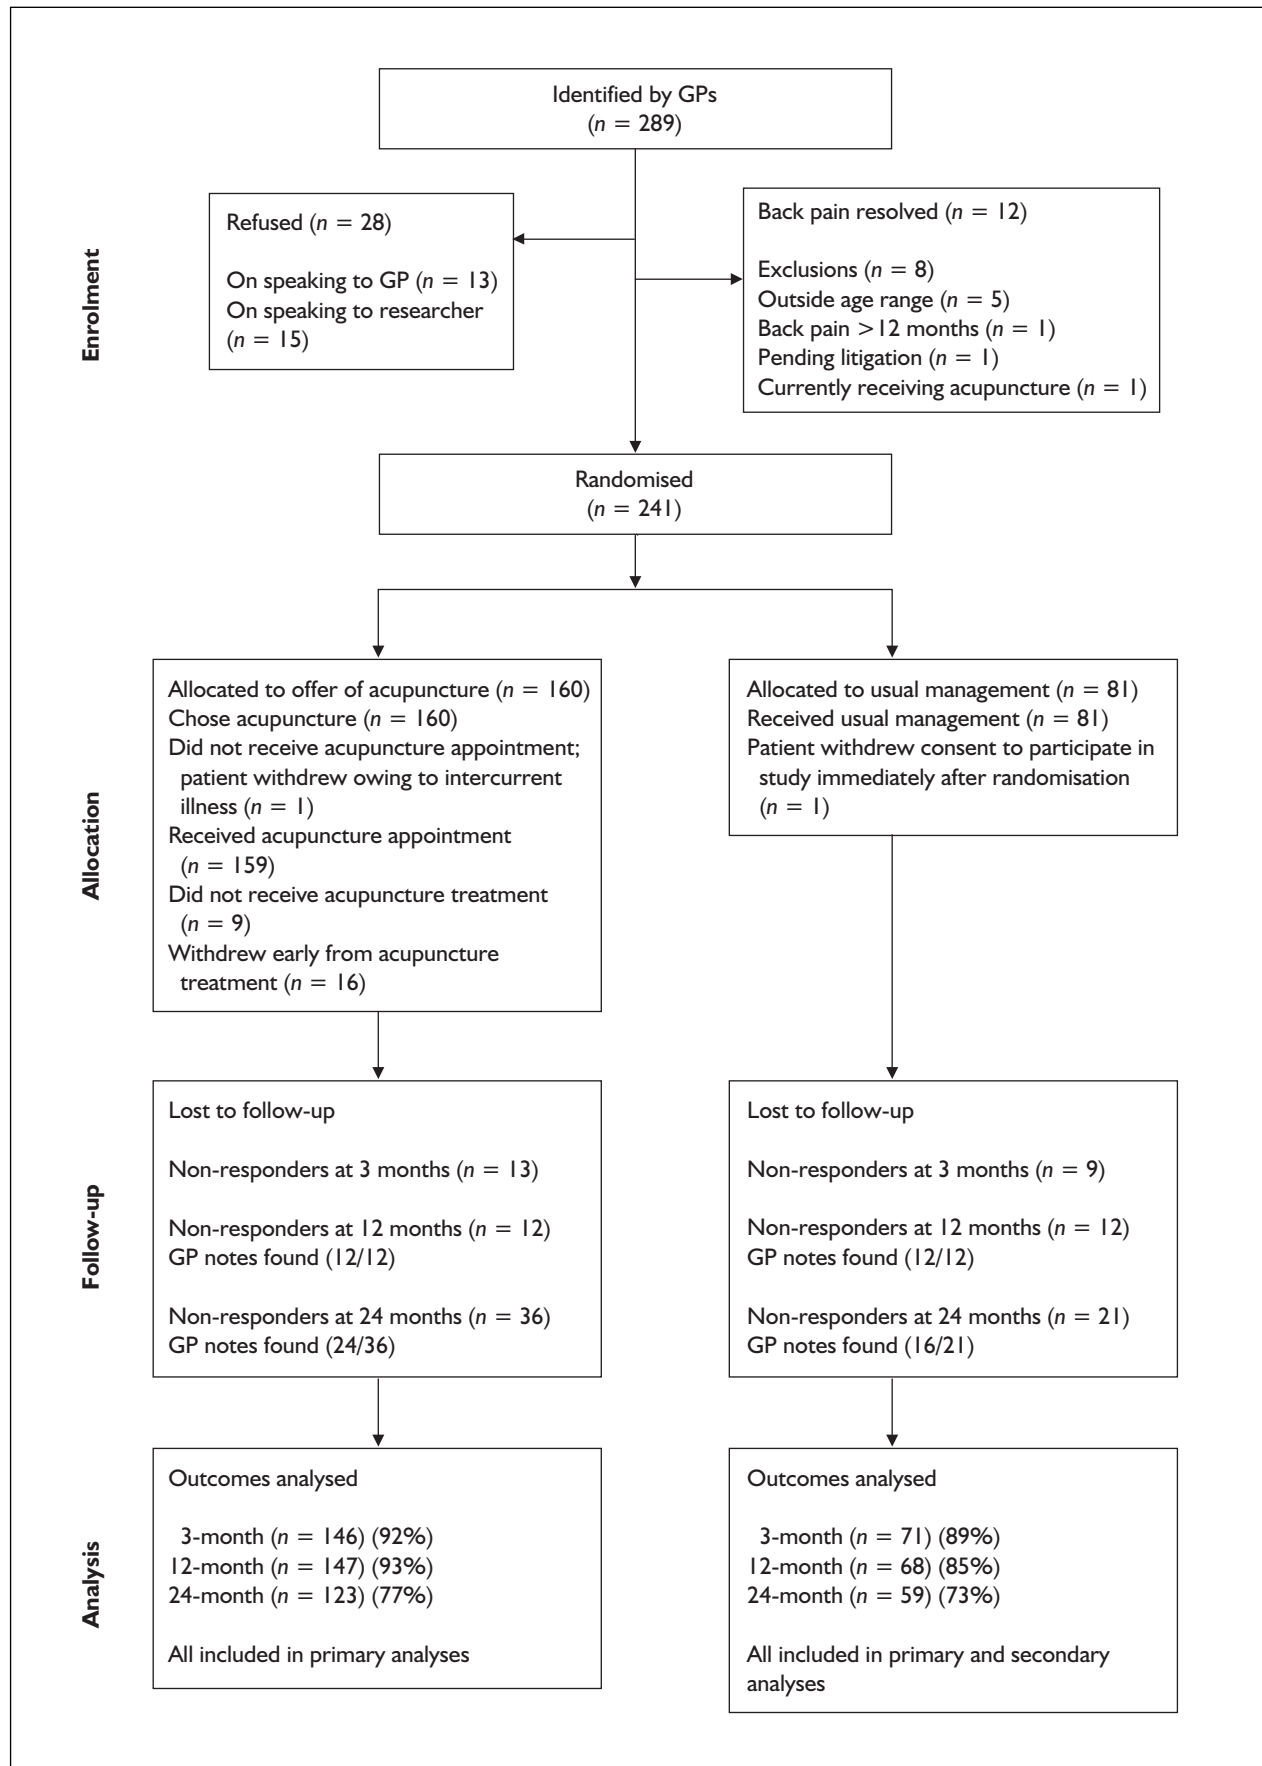 Identified by GPs
(n = 289)
Enrolment
Refused (n = 28)
On speaking to GP (n = 13)
On speaking to researcher
(n = 15)
Back pain resolved (n = 12)
Exclusions (n = 8)
Outside age range (n = 5)
Back pain >12 months (n = 1)
Pending litigation (n = 1)
Currently receiving acupuncture (n = 1)
Randomised
(n = 241)
Allocation
Allocated to offer of acupuncture (n = 160)
Chose acupuncture (n = 160)
Did not receive acupuncture appointment;
patient withdrew owing to intercurrent
illness (n = 1)
Received acupuncture appointment
(n = 159)
Did not receive acupuncture treatment
(n = 9)
Withdrew early from acupuncture
treatment (n = 16)
Allocated to usual management (n = 81)
Received usual management (n = 81)
Patient withdrew consent to participate in
study immediately after randomisation
(n = 1)
Follow-up
Lost to follow-up
Non-responders at 3 months (n = 13)
Non-responders at 12 months (n = 12)
GP notes found (12/12)
Non-responders at 24 months (n = 36)
GP notes found (24/36)
Lost to follow-up
Non-responders at 3 months (n = 9)
Non-responders at 12 months (n = 12)
GP notes found (12/12)
Non-responders at 24 months (n = 21)
GP notes found (16/21)
Analysis
Outcomes analysed
3-month (n = 146) (92%)
12-month (n = 147) (93%)
24-month (n = 123) (77%)
All included in primary analyses
Outcomes analysed
3-month (n = 71) (89%)
12-month (n = 68) (85%)
24-month (n = 59) (73%)
All included in primary and secondary
analyses